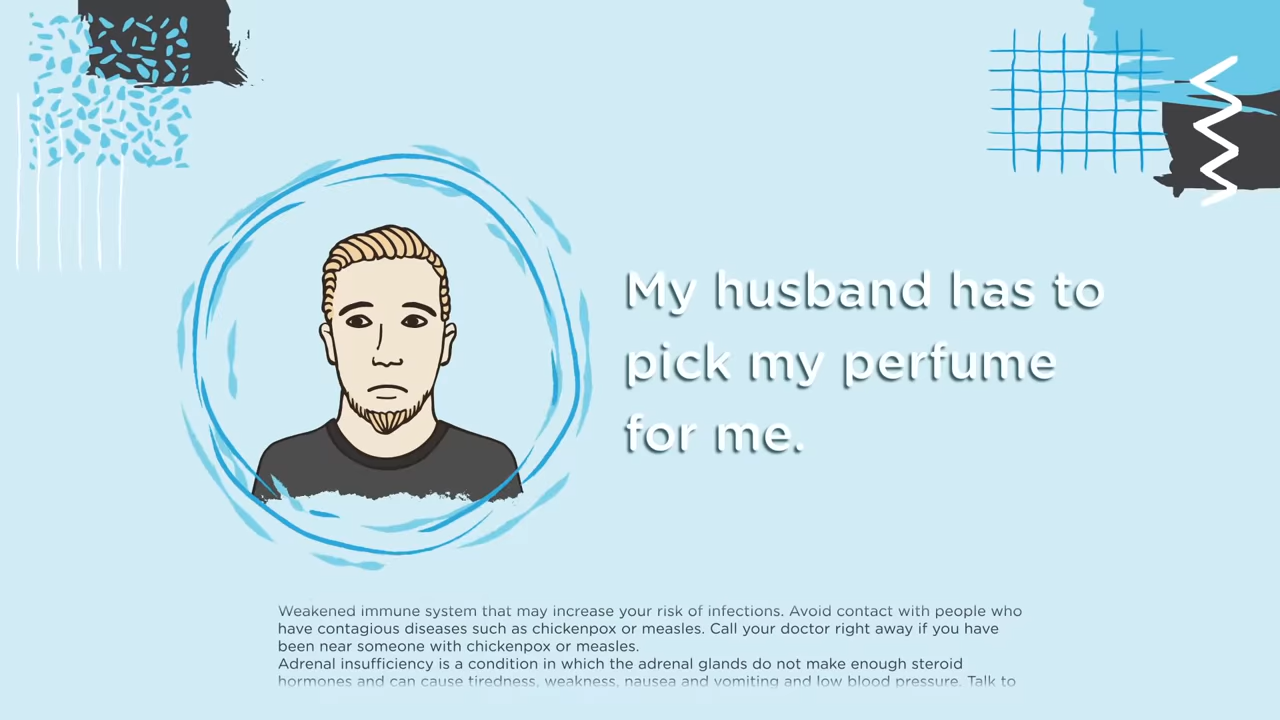 My husband has to
pick my perfume
for me.
Weakened immune system that may increase your risk of infections. Avoid contact with people who
have contagious diseases such as chickenpox or measles. Call your doctor right away if you have
been near someone with chickenpox or measles.
Adrenal insufficiency is a condition in which the adrenal glands do not make enough steroid
hormones and can cause tiredness, weakness, nausea and vomiting and low blood pressure. Talk to